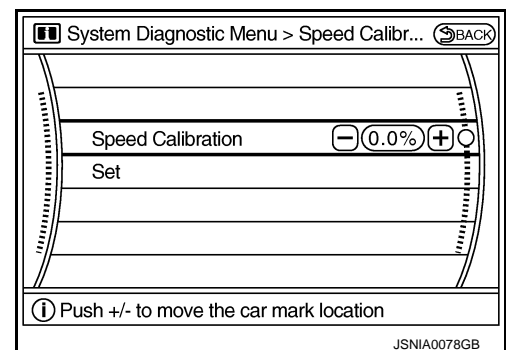 System Diagnostic Menu > Speed Calibr... BACK
Speed Calibration − 0.0% +
Set
i Push +/- to move the car mark location
JSNIA0078GB